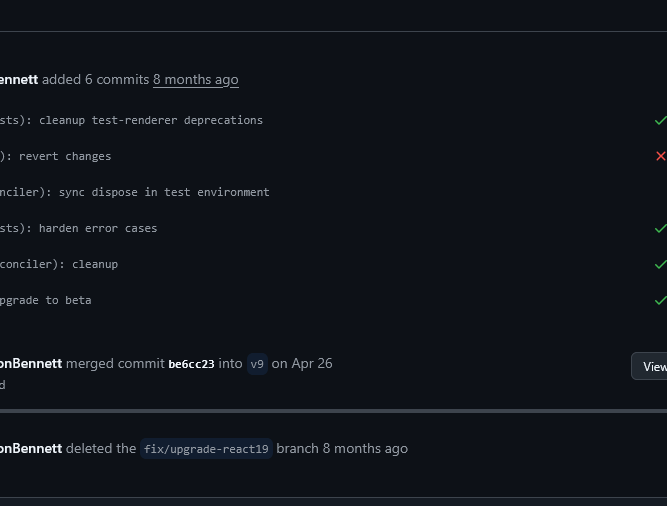 ennett added 6 commits 8 months ago
sts): cleanup test-renderer deprecations
): revert changes
nciler): sync dispose in test environment
sts): harden error cases
conciler): cleanup
pgrade to beta
onBennett merged commit be6cc23 into v9 on Apr 26
View
d
onBennett deleted the fix/upgrade-react19 branch 8 months ago